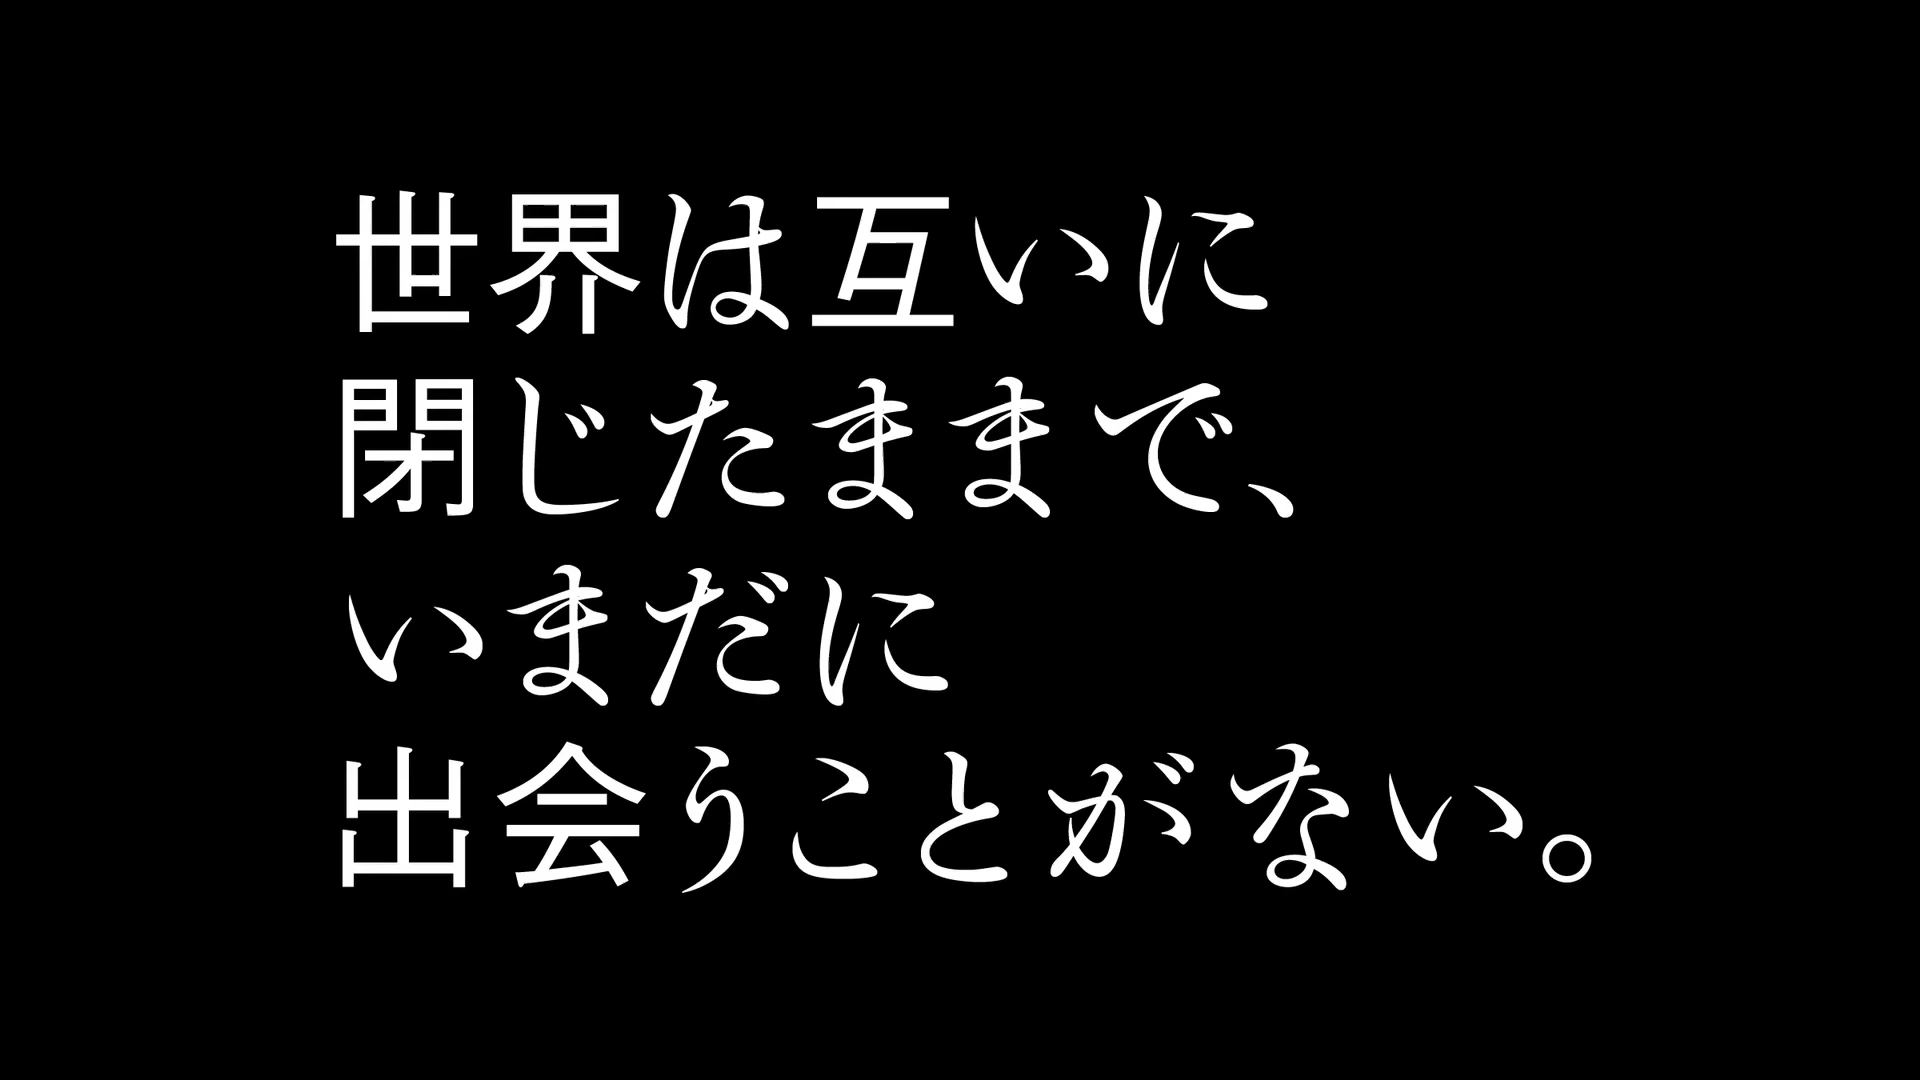 世界は互いに
閉じたままで、
いまだに
出会うことがない。